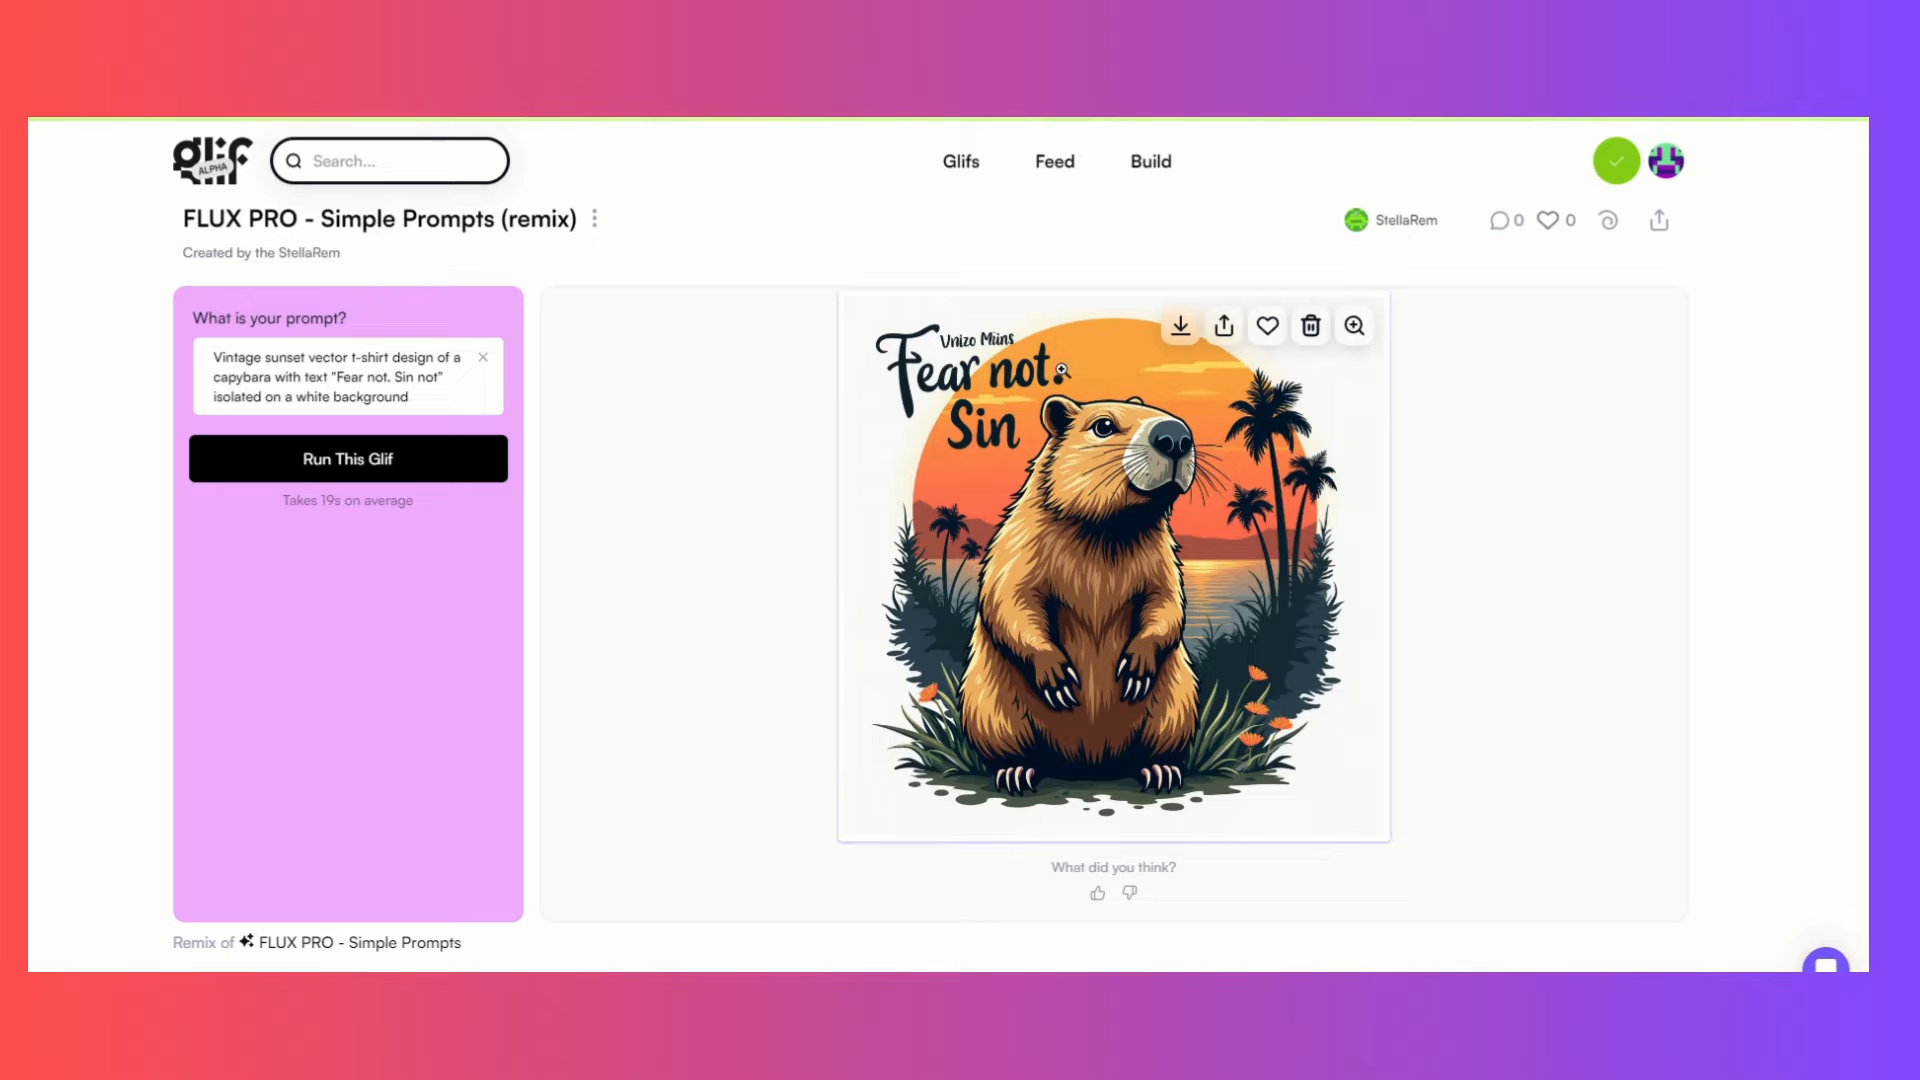 glif
ALPHA
Search...
Glifs
Feed
Build
FLUX PRO - Simple Prompts (remix)
StellaRem
0
0
Created by the StellaRem
What is your prompt?
Vintage sunset vector t-shirt design of a
capybara with text "Fear not. Sin not"
isolated on a white background
Run This Glif
Takes 19s on average
Fear not.
Sin
What did you think?
Remix of FLUX PRO - Simple Prompts